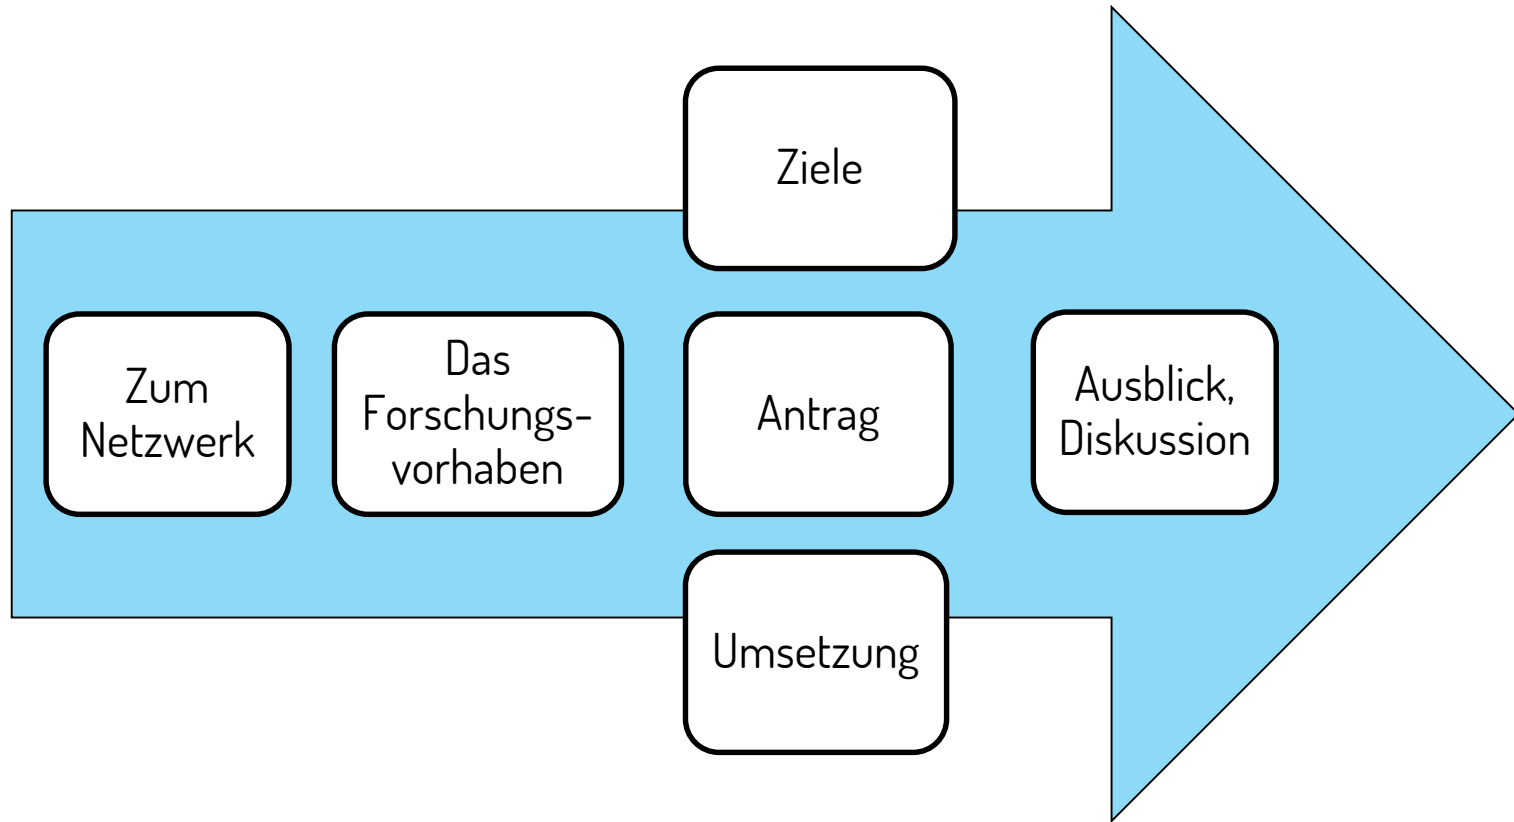 Zum
Netzwerk
Das
Forschungs-
vorhaben
Ziele
Antrag
Umsetzung
Ausblick,
Diskussion